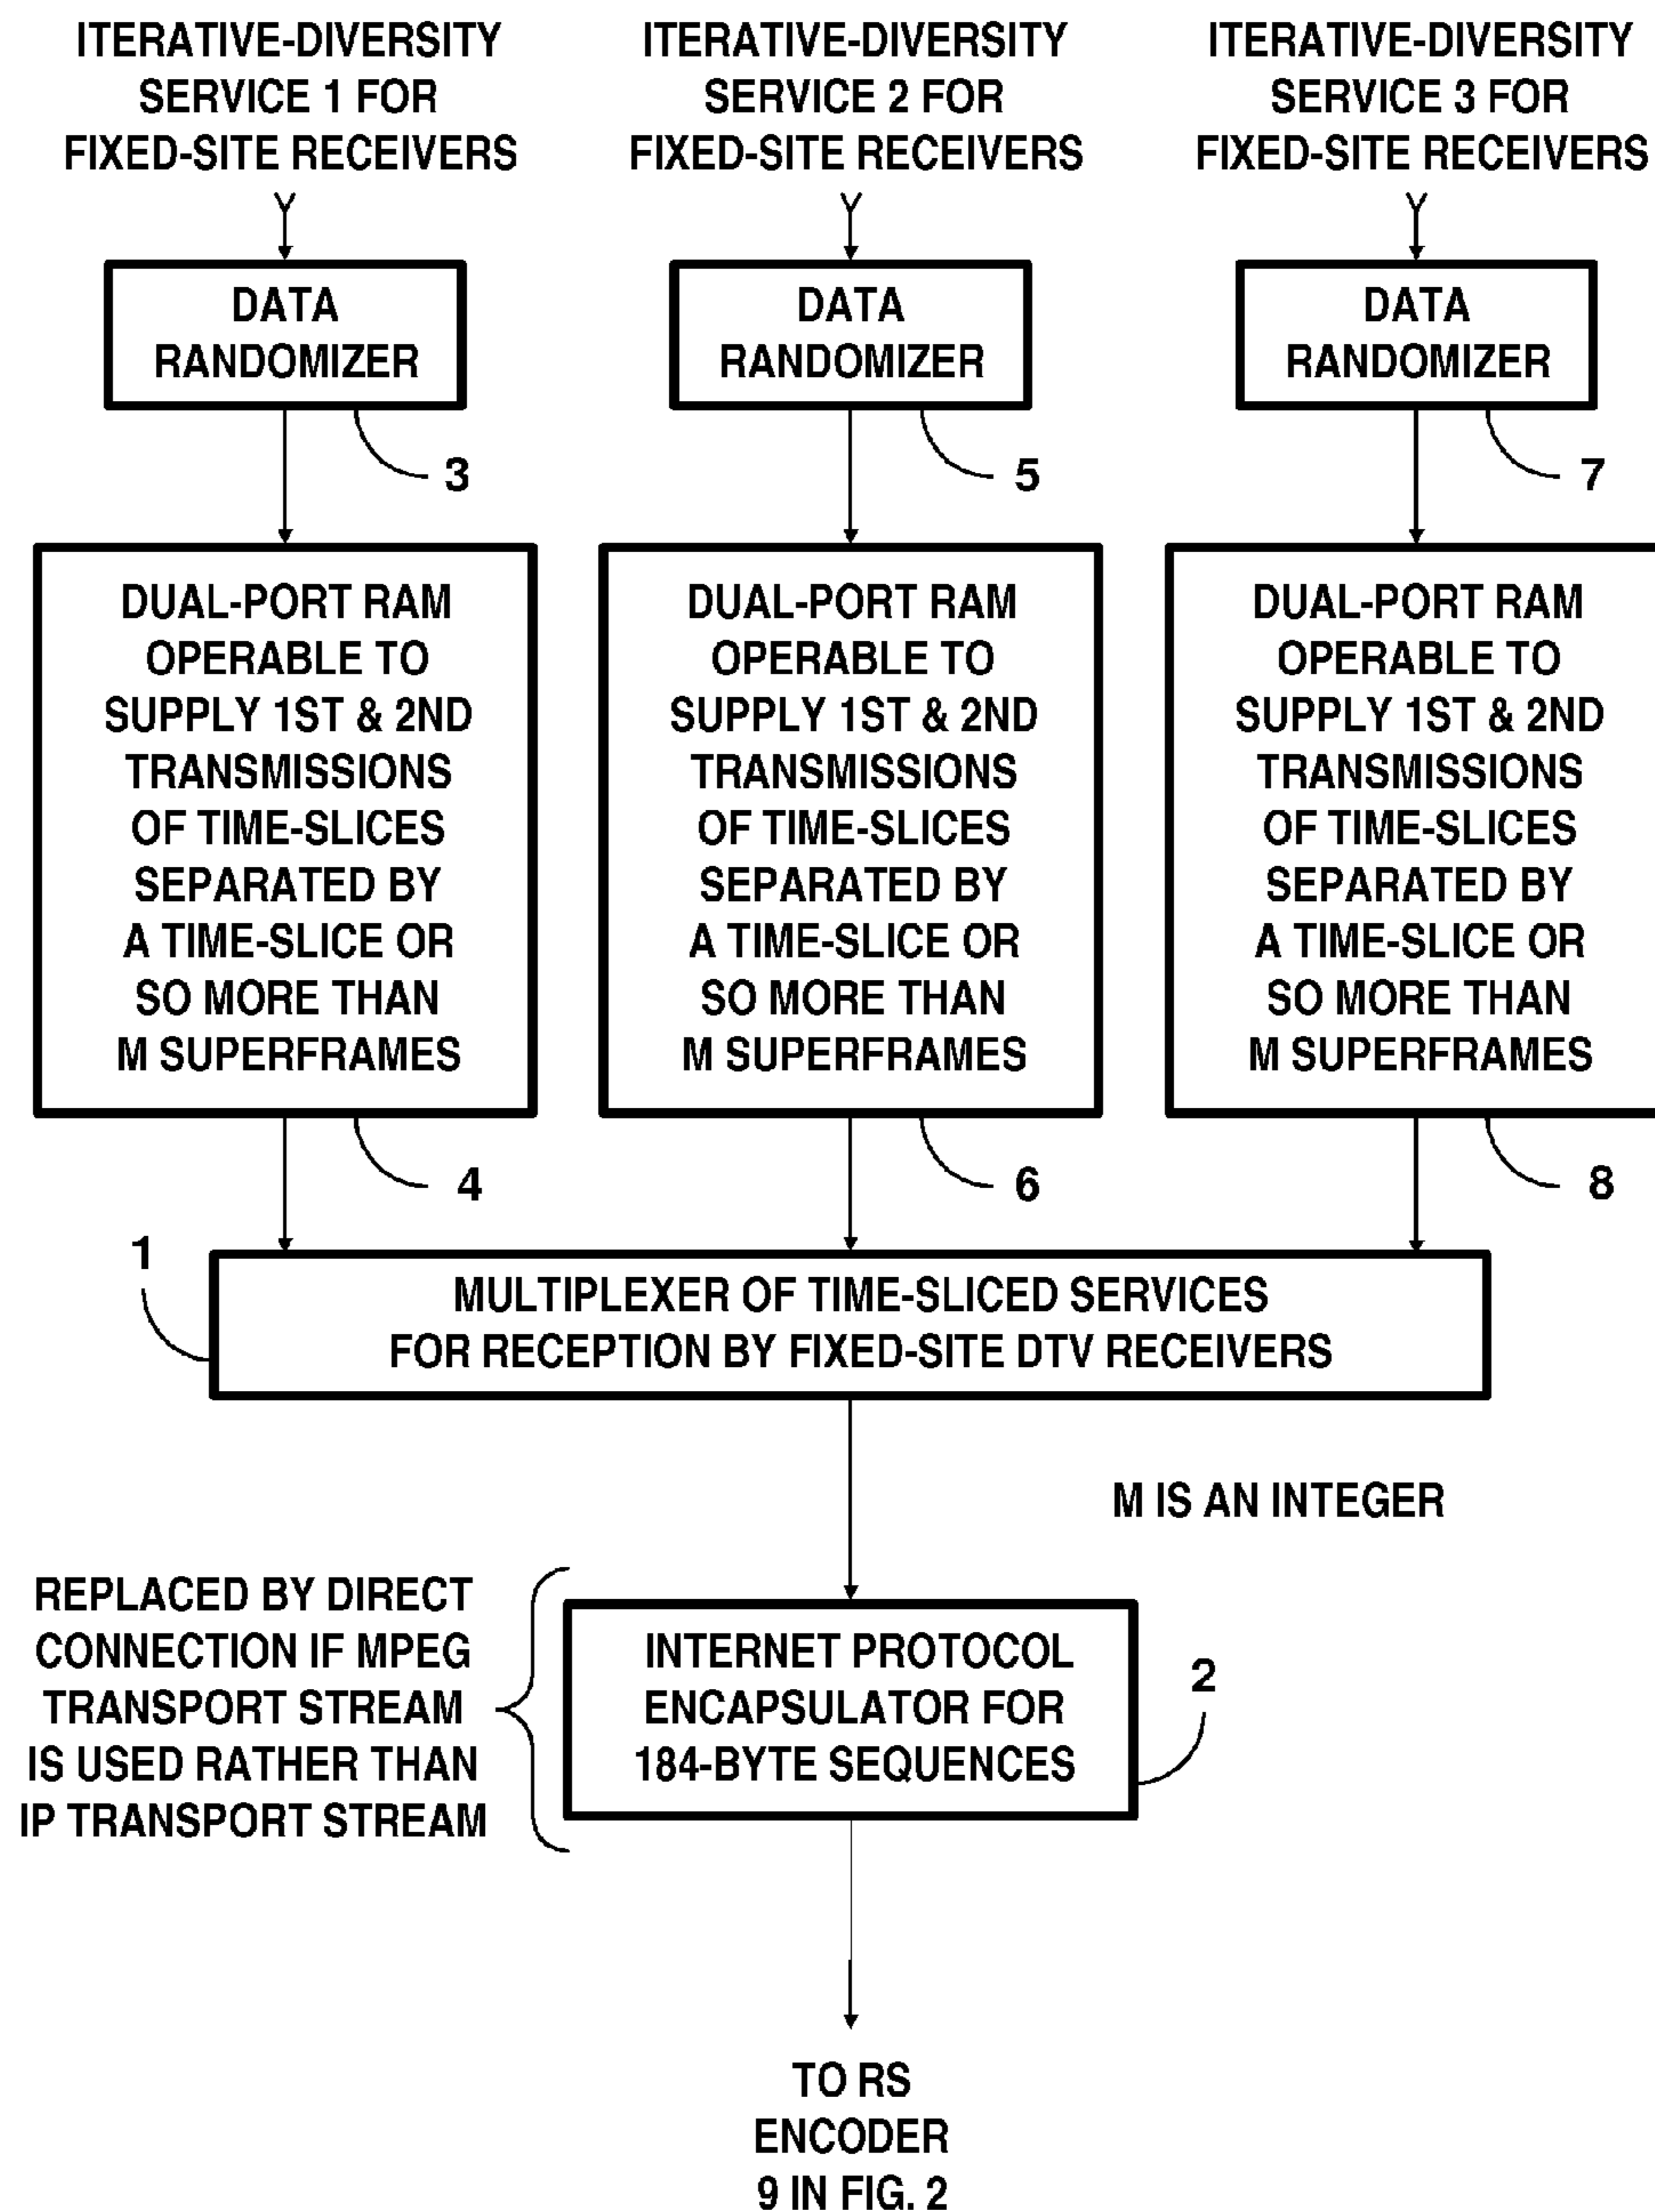 ITERATIVE-DIVERSITY
SERVICE 1 FOR
FIXED-SITE RECEIVERS
ITERATIVE-DIVERSITY
SERVICE 2 FOR
FIXED-SITE RECEIVERS
ITERATIVE-DIVERSITY
SERVICE 3 FOR
FIXED-SITE RECEIVERS
DATA
RANDOMIZER
3
DATA
RANDOMIZER
5
DATA
RANDOMIZER
7
DUAL-PORT RAM
OPERABLE TO
SUPPLY 1ST & 2ND
TRANSMISSIONS
OF TIME-SLICES
SEPARATED BY
A TIME-SLICE OR
SO MORE THAN
M SUPERFRAMES
4
DUAL-PORT RAM
OPERABLE TO
SUPPLY 1ST & 2ND
TRANSMISSIONS
OF TIME-SLICES
SEPARATED BY
A TIME-SLICE OR
SO MORE THAN
M SUPERFRAMES
6
DUAL-PORT RAM
OPERABLE TO
SUPPLY 1ST & 2ND
TRANSMISSIONS
OF TIME-SLICES
SEPARATED BY
A TIME-SLICE OR
SO MORE THAN
M SUPERFRAMES
8
1
MULTIPLEXER OF TIME-SLICED SERVICES
FOR RECEPTION BY FIXED-SITE DTV RECEIVERS
M IS AN INTEGER
REPLACED BY DIRECT
CONNECTION IF MPEG
TRANSPORT STREAM
IS USED RATHER THAN
IP TRANSPORT STREAM
INTERNET PROTOCOL
ENCAPSULATOR FOR
184-BYTE SEQUENCES
2
TO RS
ENCODER
9 IN FIG. 2